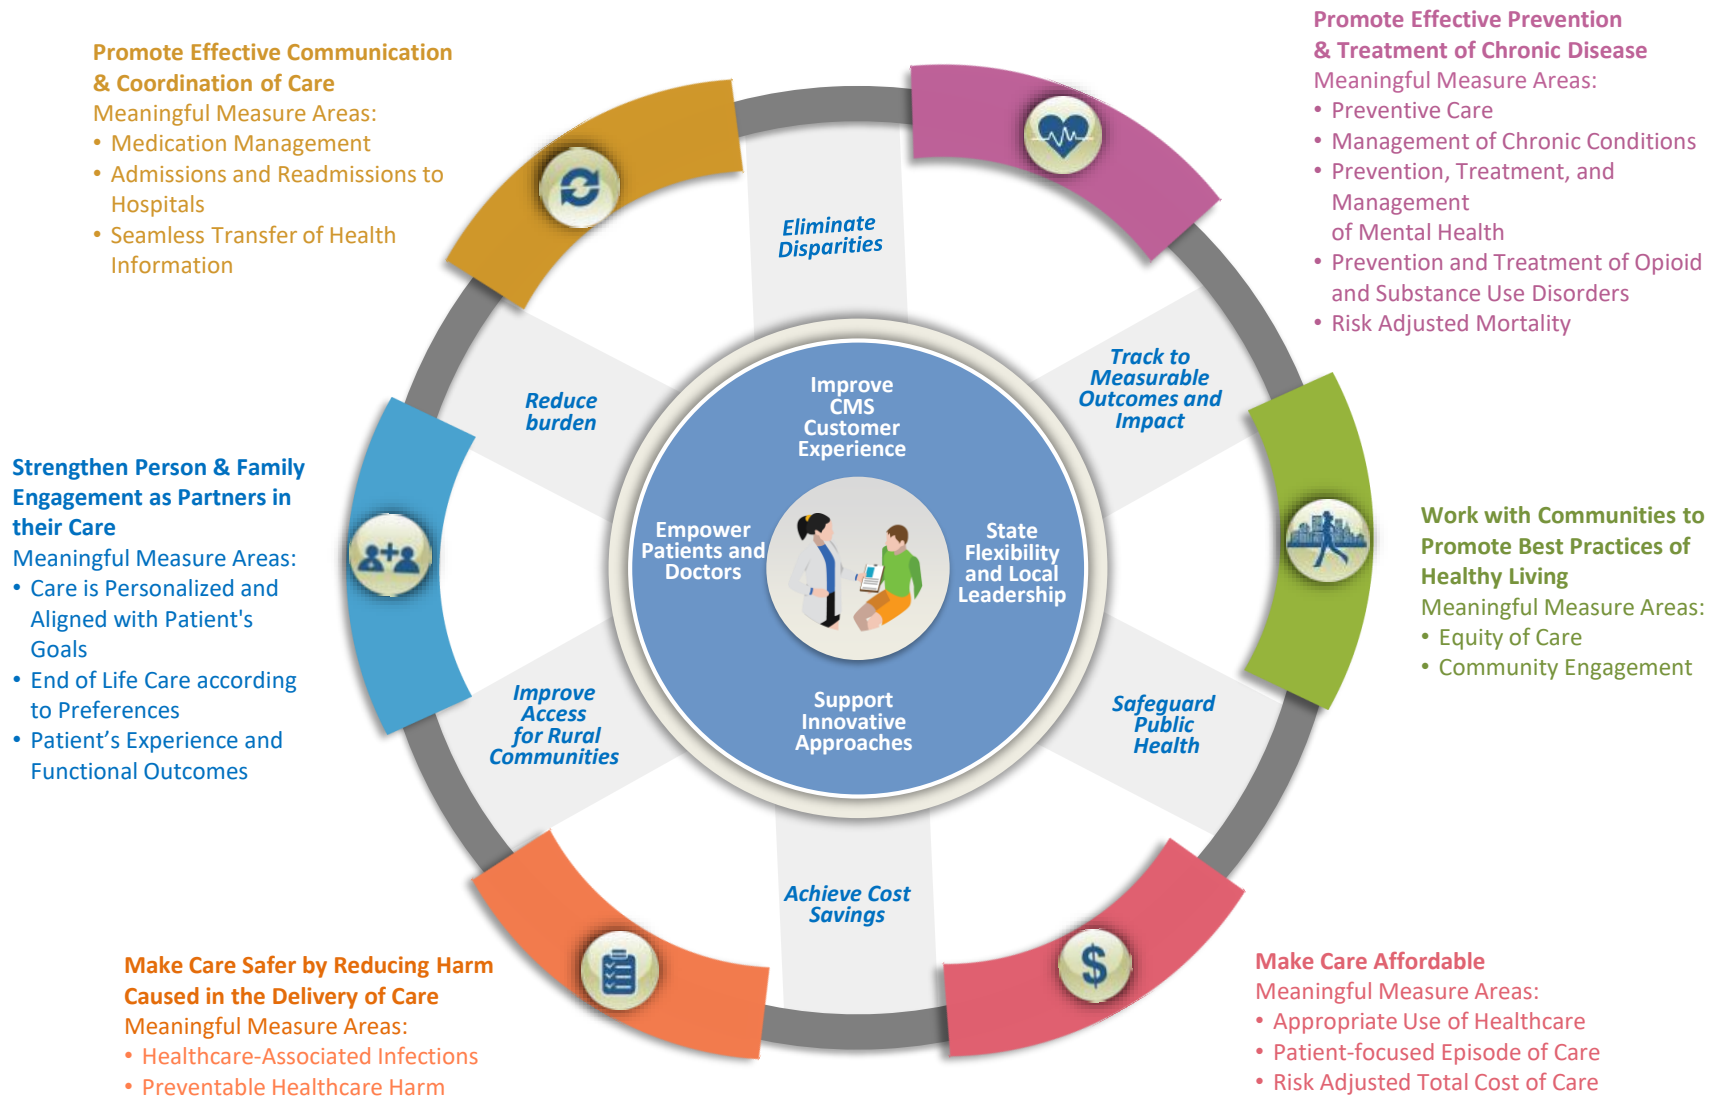 Promote Effective Communication
& Coordination of Care
Meaningful Measure Areas:
• Medication Management
• Admissions and Readmissions to
Hospitals
• Seamless Transfer of Health
Information
Promote Effective Prevention
& Treatment of Chronic Disease
Meaningful Measure Areas:
• Preventive Care
• Management of Chronic Conditions
• Prevention, Treatment, and
Management
of Mental Health
• Prevention and Treatment of Opioid
and Substance Use Disorders
• Risk Adjusted Mortality
Eliminate
Disparities
Reduce
burden
Track to
Measurable
Outcomes and
Impact
Improve
CMS
Customer
Experience
Empower
Patients and
Doctors
State
Flexibility
and Local
Leadership
Support
Innovative
Approaches
Strengthen Person & Family
Engagement as Partners in
their Care
Meaningful Measure Areas:
• Care is Personalized and
Aligned with Patient's
Goals
• End of Life Care according
to Preferences
• Patient’s Experience and
Functional Outcomes
Work with Communities to
Promote Best Practices of
Healthy Living
Meaningful Measure Areas:
• Equity of Care
• Community Engagement
Improve
Access
for Rural
Communities
Safeguard
Public
Health
Achieve Cost
Savings
$
Make Care Safer by Reducing Harm
Caused in the Delivery of Care
Meaningful Measure Areas:
• Healthcare-Associated Infections
• Preventable Healthcare Harm
Make Care Affordable
Meaningful Measure Areas:
• Appropriate Use of Healthcare
• Patient-focused Episode of Care
• Risk Adjusted Total Cost of Care